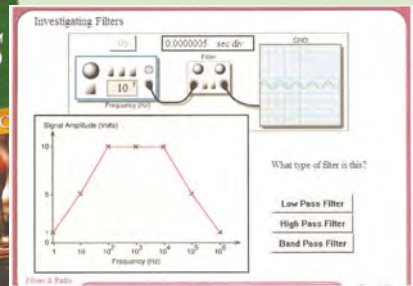 Investigating Filters
0.0000005 sec/div
CRO
Filter
10
Frequency (Hz)
Signal Amplitude (Volts)
10
5
1
0
1 10 10² 10³ 10⁴ 10⁵ 10⁶
Frequency (Hz)
What type of filter is this?
Low Pass Filter
High Pass Filter
Band Pass Filter
Filters & Radio